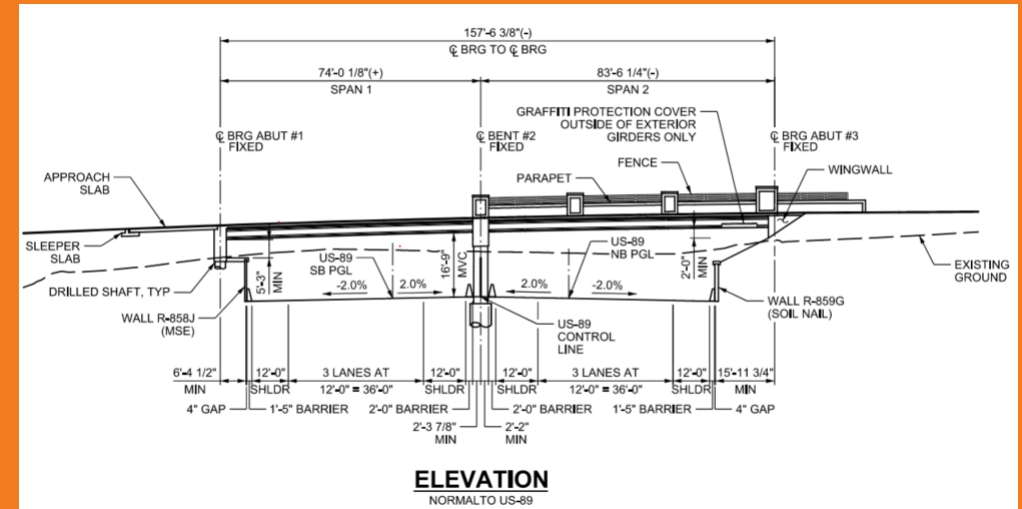 157'-6 3/8"(-)
℄ BRG TO ℄ BRG
74'-0 1/8"(+)
SPAN 1
83'-6 1/4"(-)
SPAN 2
GRAFFITI PROTECTION COVER
OUTSIDE OF EXTERIOR
GIRDERS ONLY
℄ BRG ABUT #1
FIXED
℄ BENT #2
FIXED
℄ BRG ABUT #3
FIXED
FENCE
WINGWALL
PARAPET
APPROACH
SLAB
SLEEPER
SLAB
US-89
SB PGL
US-89
NB PGL
5'-3"
MIN
16'-9"
MVC
2'-0"
MIN
EXISTING
GROUND
DRILLED SHAFT, TYP
-2.0%
2.0%
2.0%
-2.0%
WALL R-858J
(MSE)
WALL R-859G
(SOIL NAIL)
US-89
CONTROL
LINE
6'-4 1/2"
MIN
12'-0"
SHLDR
3 LANES AT
12'-0" = 36'-0"
12'-0"
SHLDR
12'-0"
SHLDR
3 LANES AT
12'-0" = 36'-0"
12'-0"
SHLDR
15'-11 3/4"
MIN
4" GAP
1'-5" BARRIER
2'-0" BARRIER
2'-0" BARRIER
1'-5" BARRIER
4" GAP
2'-3 7/8"
MIN
2'-2"
MIN
ELEVATION
NORMALTO US-89